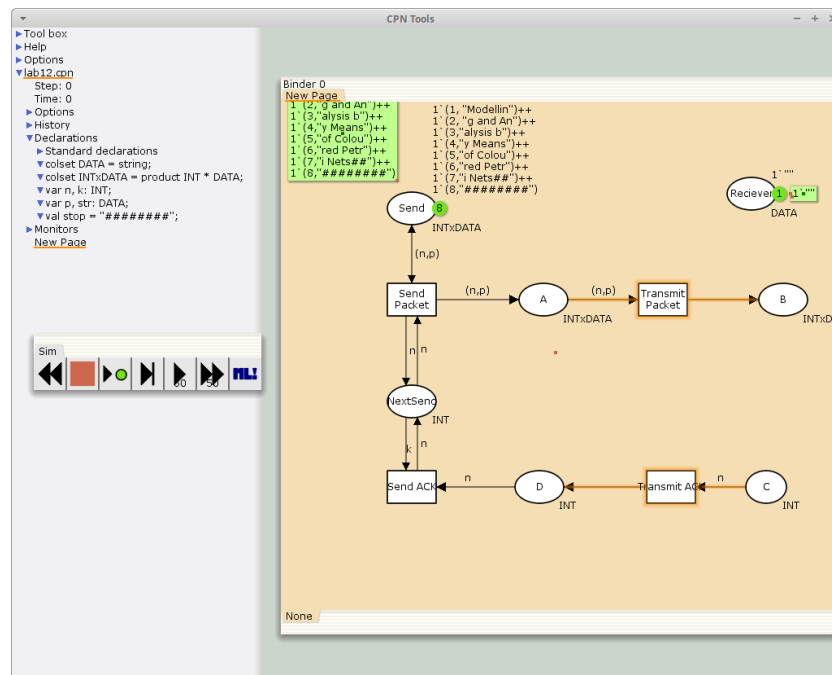 CPN Tools
Tool box
Help
Options
lab12.cpn
Step: 0
Time: 0
Options
History
Declarations
Standard declarations
colset DATA = string;
colset INTxDATA = product INT * DATA;
var n, k: INT;
var p, str: DATA;
val stop = "########";
Monitors
New Page
Sim
50
ML!
Binder 0
New Page
1`(2, "g and An")++
1`(3,"alysis b")++
1`(4,"y Means")++
1`(5,"of Colou")++
1`(6,"red Petr")++
1`(7,"i Nets##")++
1`(8,"########")
1`(1, "Modellin")++
1`(2, "g and An")++
1`(3,"alysis b")++
1`(4,"y Means")++
1`(5,"of Colou")++
1`(6,"red Petr")++
1`(7,"i Nets##")++
1`(8,"########")
1`""
Send
8
INTxDATA
Reciever
1
1`""
DATA
(n,p)
Send
Packet
(n,p)
A
INTxDATA
(n,p)
Transmit
Packet
B
INTxD
n
n
NextSend
INT
k
n
Send ACK
n
D
INT
Transmit AC
n
C
INT
None